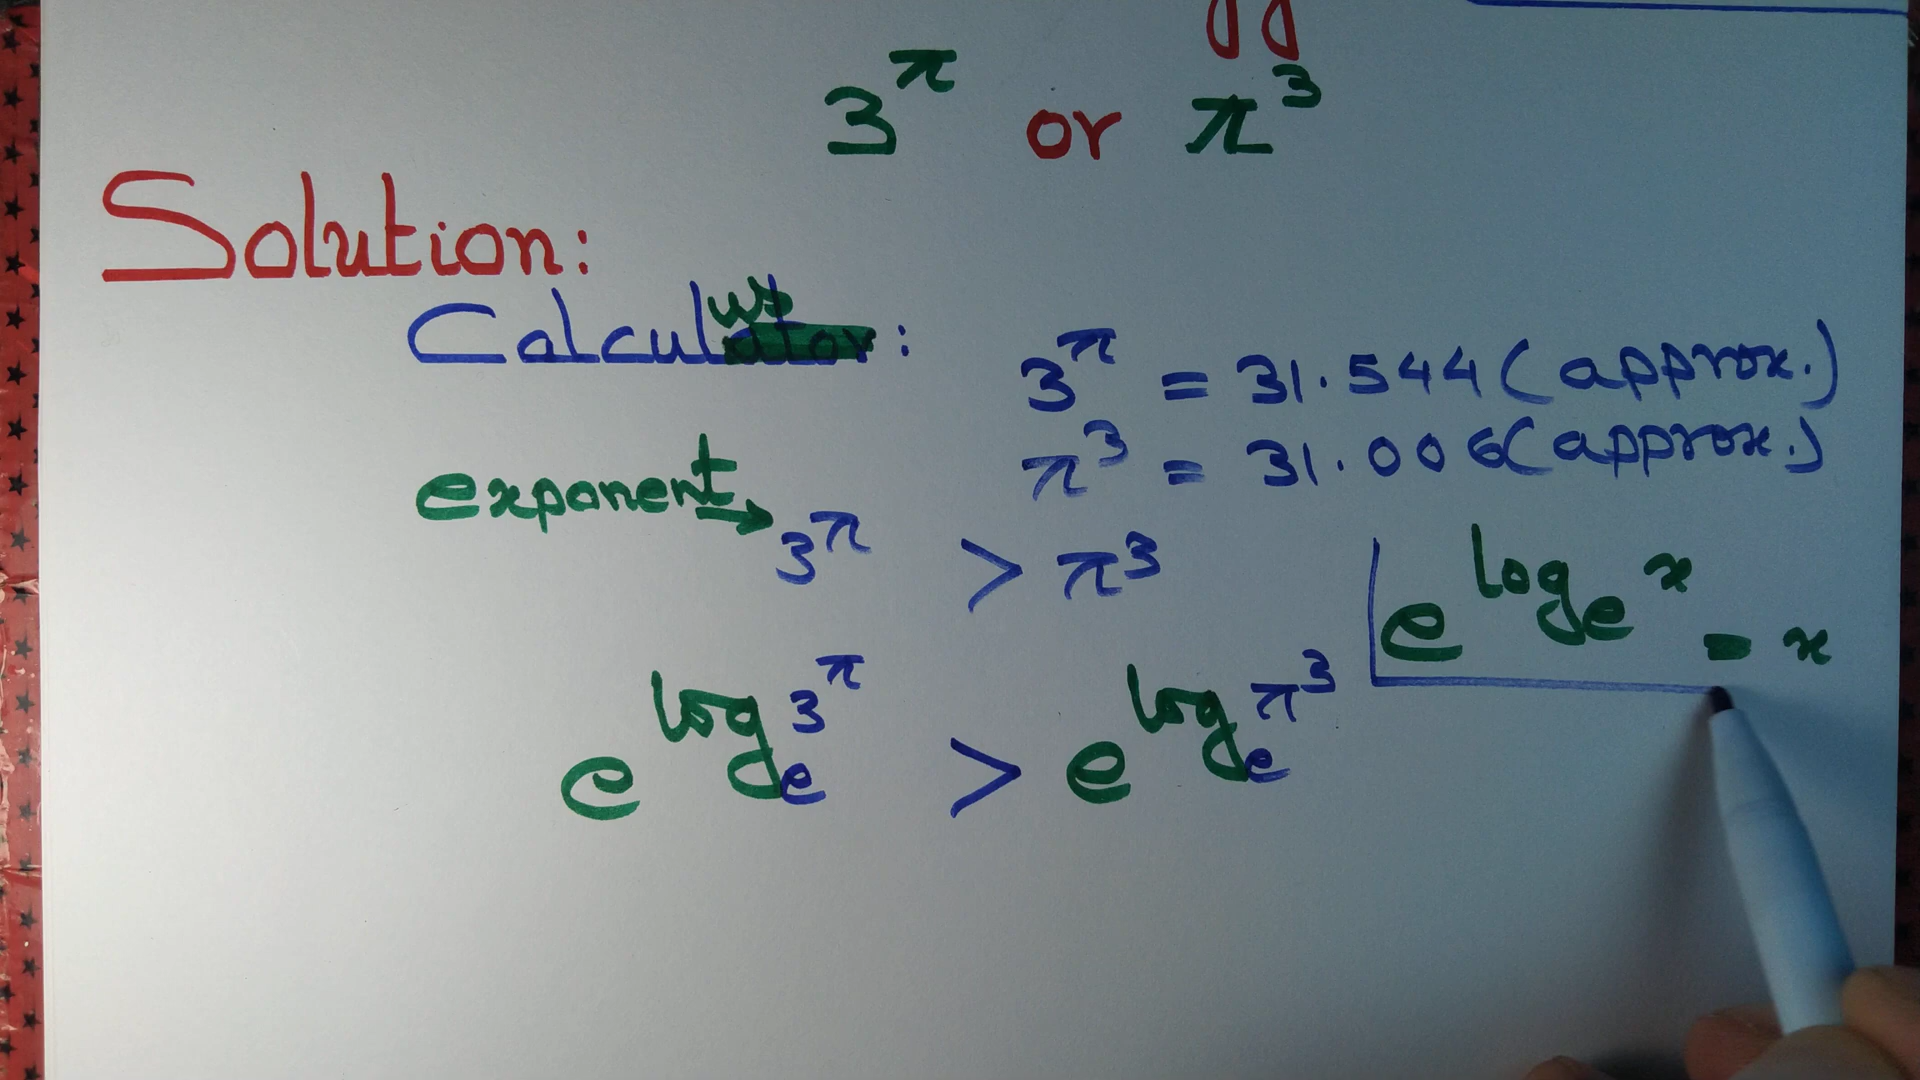 3^π or π^3
Solution:
Calculus:
3^π = 31.544 (approx.)
π^3 = 31.006 (approx.)
exponent →
3^π > π^3
e^(log_e x) = x
e^(log_e 3^π) > e^(log_e π^3)